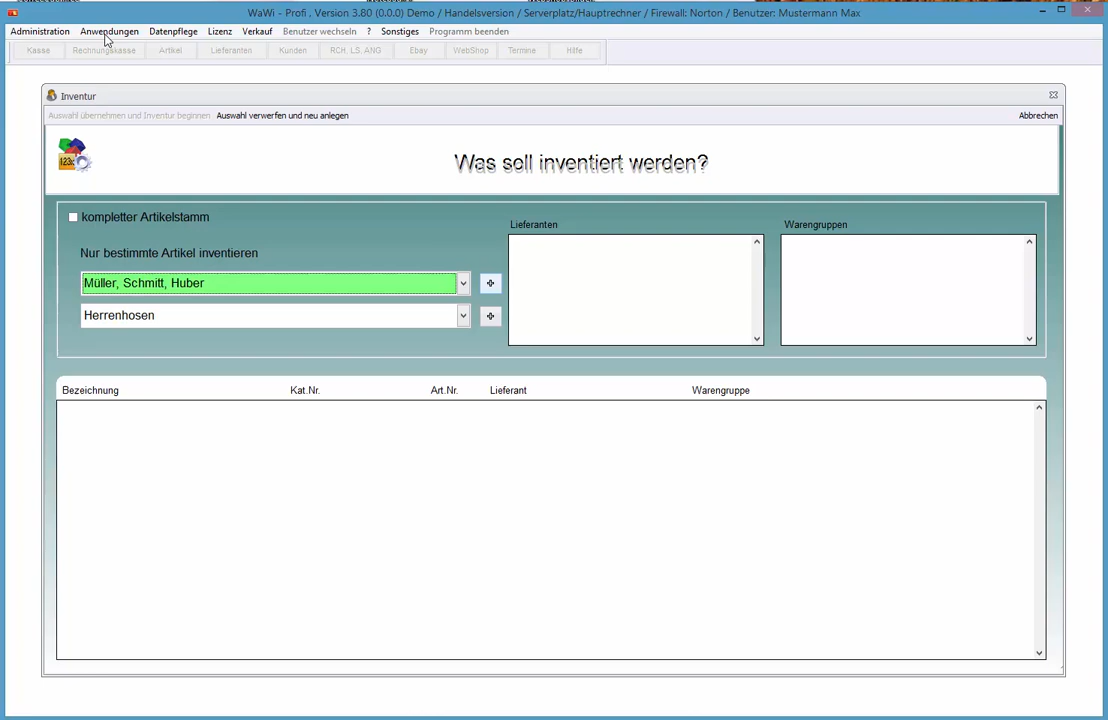 WaWi - Profi , Version 3.80 (0.0.0) Demo / Handelsversion / Serverplatz/Hauptrechner / Firewall: Norton / Benutzer: Mustermann Max
Administration Anwendungen Datenpflege Lizenz Verkauf Benutzer wechseln ? Sonstiges Programm beenden
Kasse Rechnungskasse Artikel Lieferanten Kunden RCH. LS. ANG Ebay WebShop Termine Hilfe
Inventur
Auswahl übernehmen und Inventur beginnen Auswahl verwerfen und neu anlegen Abbrechen
123
Was soll inventiert werden?
kompletter Artikelstamm
Lieferanten Warengruppen
Nur bestimmte Artikel inventieren
Müller, Schmitt, Huber
Herrenhosen
Bezeichnung Kat.Nr. Art.Nr. Lieferant Warengruppe